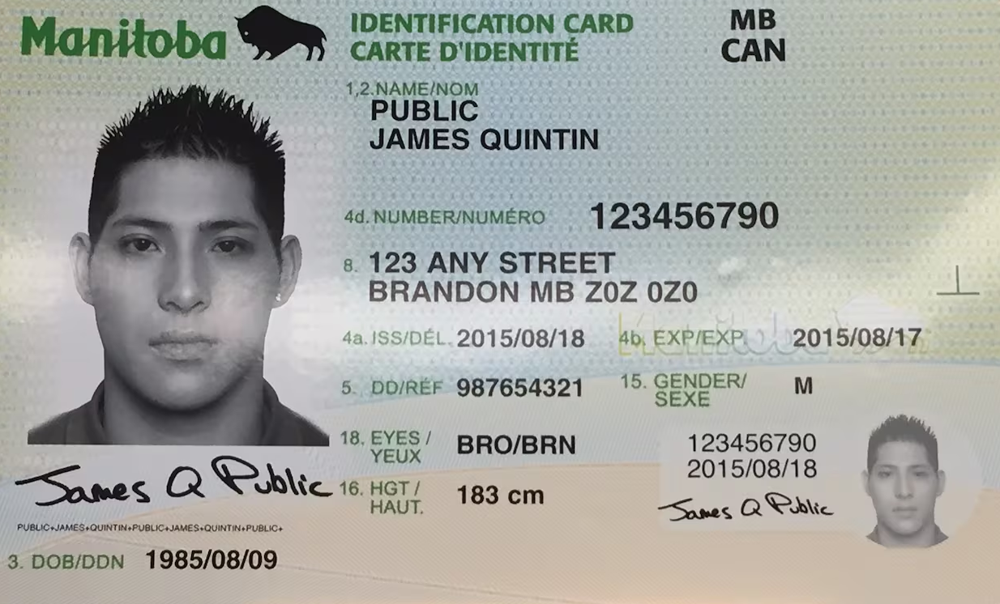 Manitoba
IDENTIFICATION CARD
CARTE D'IDENTITÉ
MB
CAN
1,2.NAME/NOM
PUBLIC
JAMES QUINTIN
4d. NUMBER/NUMÉRO 123456790
8. 123 ANY STREET
BRANDON MB Z0Z 0Z0
4a. ISS/DÉL. 2015/08/18 4b. EXP/EXP. 2015/08/17
Manitoba
5. DD/RÉF 987654321 15. GENDER/
SEXE M
18. EYES /
YEUX BRO/BRN
16. HGT /
HAUT. 183 cm
123456790
2015/08/18
James Q Public
James Q Public
PUBLIC+JAMES+QUINTIN+PUBLIC+JAMES+QUINTIN+PUBLIC+
3. DOB/DDN 1985/08/09